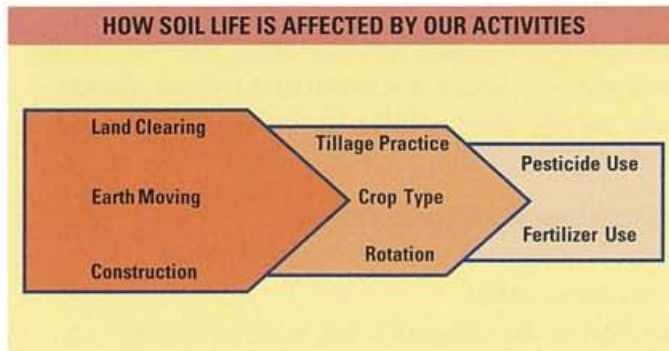 HOW SOIL LIFE IS AFFECTED BY OUR ACTIVITIES
Land Clearing
Earth Moving
Construction
Tillage Practice
Crop Type
Rotation
Pesticide Use
Fertilizer Use